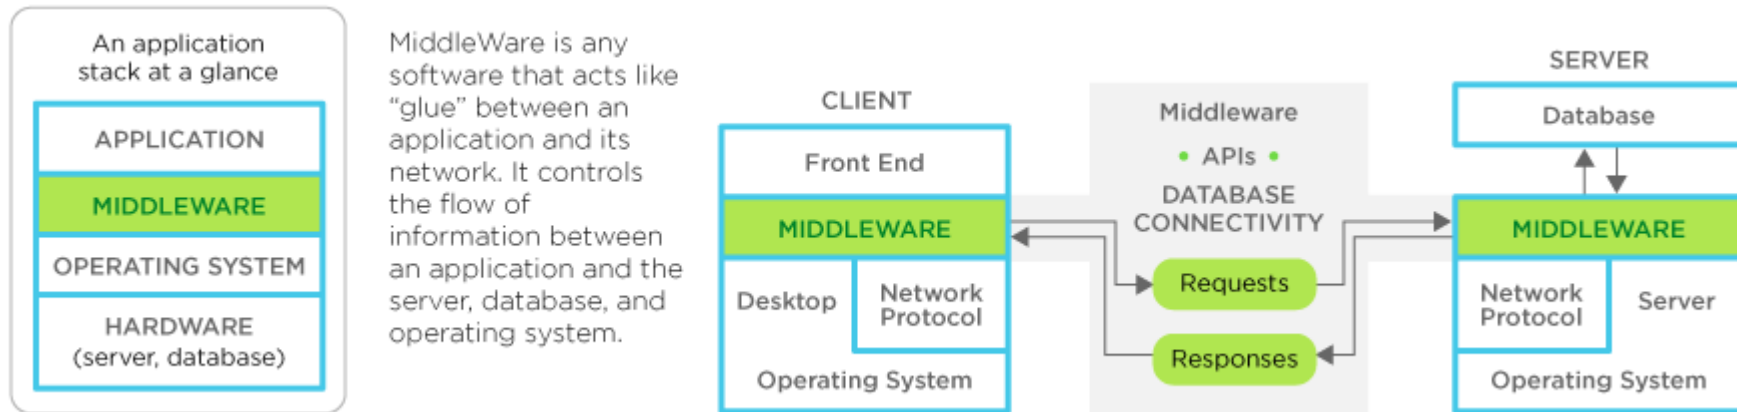 An application
stack at a glance
APPLICATION
MIDDLEWARE
OPERATING SYSTEM
HARDWARE
(server, database)
MiddleWare is any
software that acts like
“glue” between an
application and its
network. It controls
the flow of
information between
an application and the
server, database, and
operating system.
CLIENT
Front End
MIDDLEWARE
Desktop
Network
Protocol
Operating System
Middleware
• APIs •
DATABASE
CONNECTIVITY
Requests
Responses
SERVER
Database
MIDDLEWARE
Network
Protocol
Server
Operating System